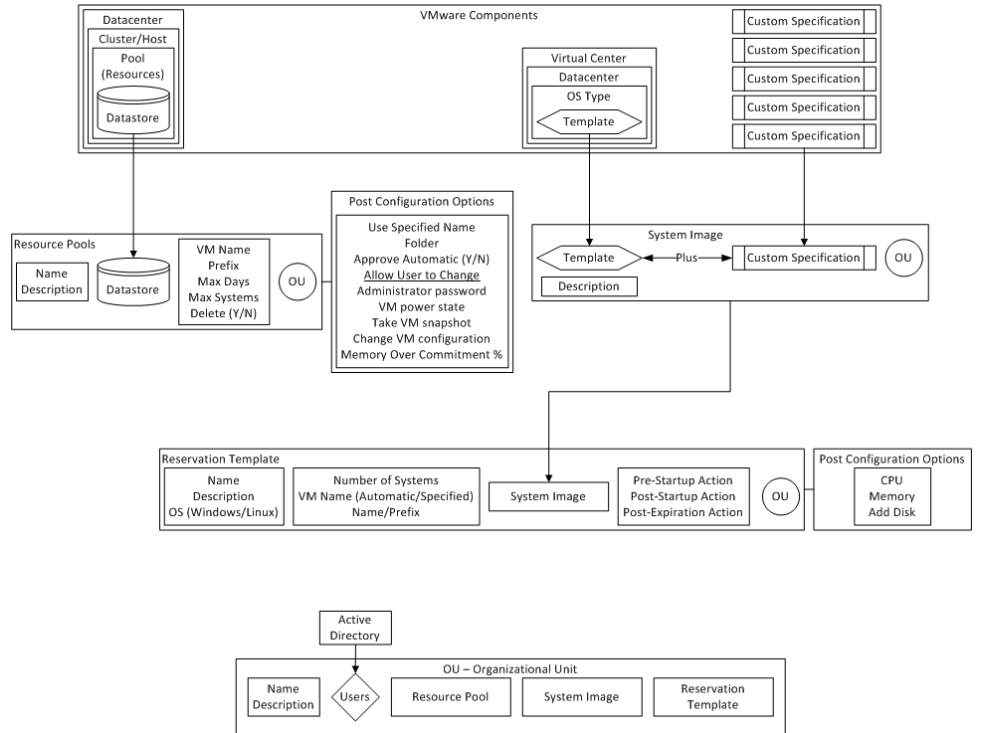 VMware Components
Datacenter
Cluster/Host
Pool
(Resources)
Datastore
Virtual Center
Datacenter
OS Type
Template
Custom Specification
Custom Specification
Custom Specification
Custom Specification
Custom Specification
Resource Pools
Name
Description
Datastore
VM Name
Prefix
Max Days
Max Systems
Delete (Y/N)
OU
Post Configuration Options
Use Specified Name
Folder
Approve Automatic (Y/N)
Allow User to Change
Administrator password
VM power state
Take VM snapshot
Change VM configuration
Memory Over Commitment %
System Image
Template
Plus
Custom Specification
OU
Description
Reservation Template
Name
Description
OS (Windows/Linux)
Number of Systems
VM Name (Automatic/Specified)
Name/Prefix
System Image
Pre-Startup Action
Post-Startup Action
Post-Expiration Action
OU
Post Configuration Options
CPU
Memory
Add Disk
Active
Directory
OU – Organizational Unit
Name
Description
Users
Resource Pool
System Image
Reservation
Template